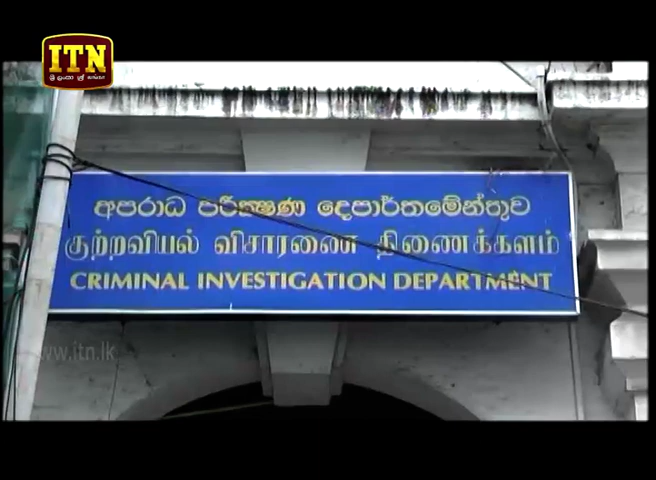 ITN
අපරාධ පරීක්ෂණ දෙපාර්තමේන්තුව
குற்றவியல் விசாரணை திணைக்களம்
CRIMINAL INVESTIGATION DEPARTMENT
www.itn.lk